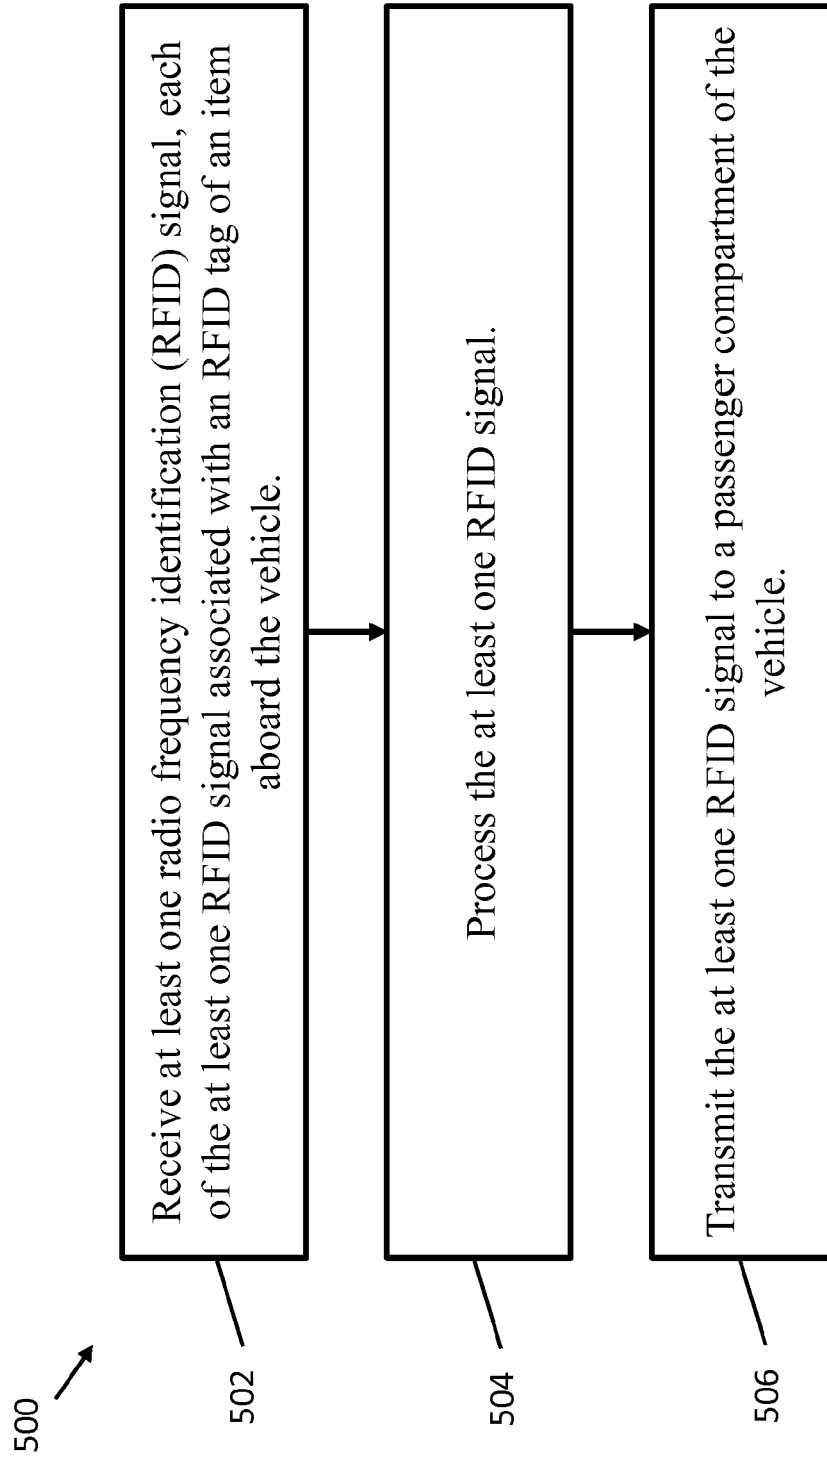 500
502
Receive at least one radio frequency identification (RFID) signal, each
of the at least one RFID signal associated with an RFID tag of an item
aboard the vehicle.
504
Process the at least one RFID signal.
506
Transmit the at least one RFID signal to a passenger compartment of the
vehicle.